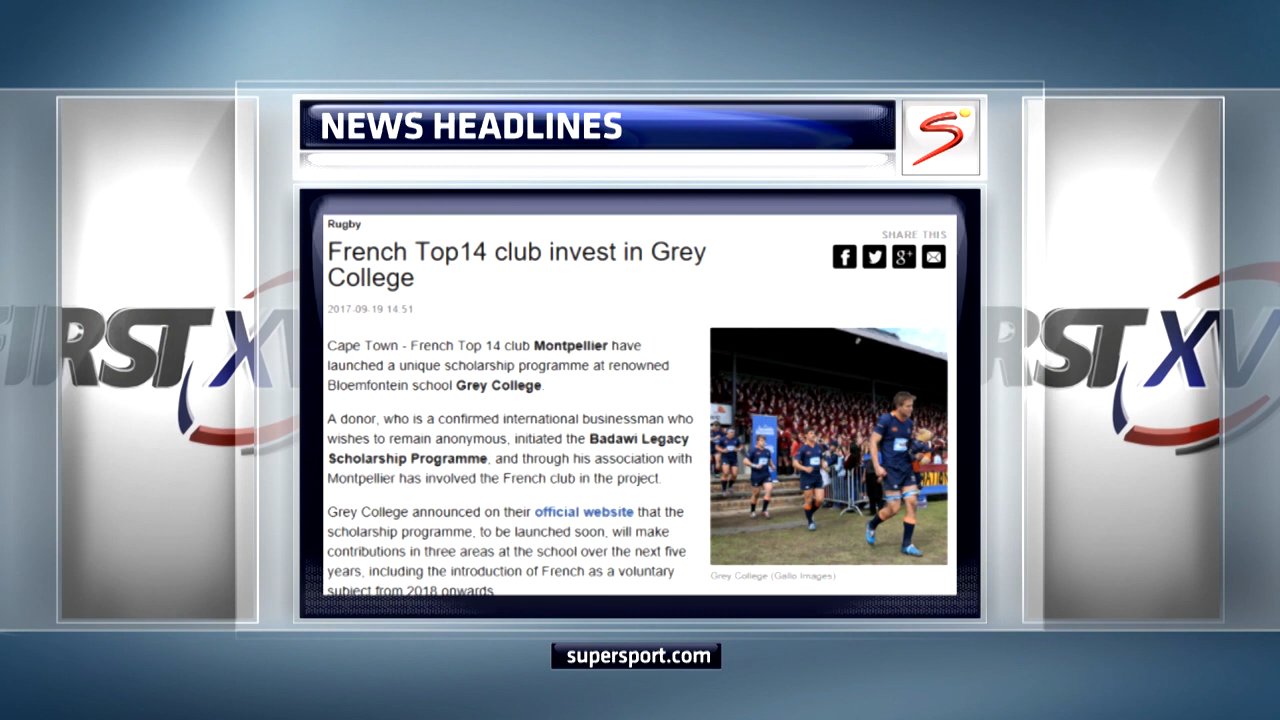 NEWS HEADLINES
Rugby
SHARE THIS
French Top14 club invest in Grey
College
2017-09-19 14:51
Cape Town - French Top 14 club Montpellier have
launched a unique scholarship programme at renowned
Bloemfontein school Grey College.
A donor, who is a confirmed international businessman who
wishes to remain anonymous, initiated the Badawi Legacy
Scholarship Programme, and through his association with
Montpellier has involved the French club in the project.
Grey College announced on their official website that the
scholarship programme, to be launched soon, will make
contributions in three areas at the school over the next five
years, including the introduction of French as a voluntary
subject from 2018 onwards
Grey College (Gallo Images)
FIRST XV
RST XV
supersport.com